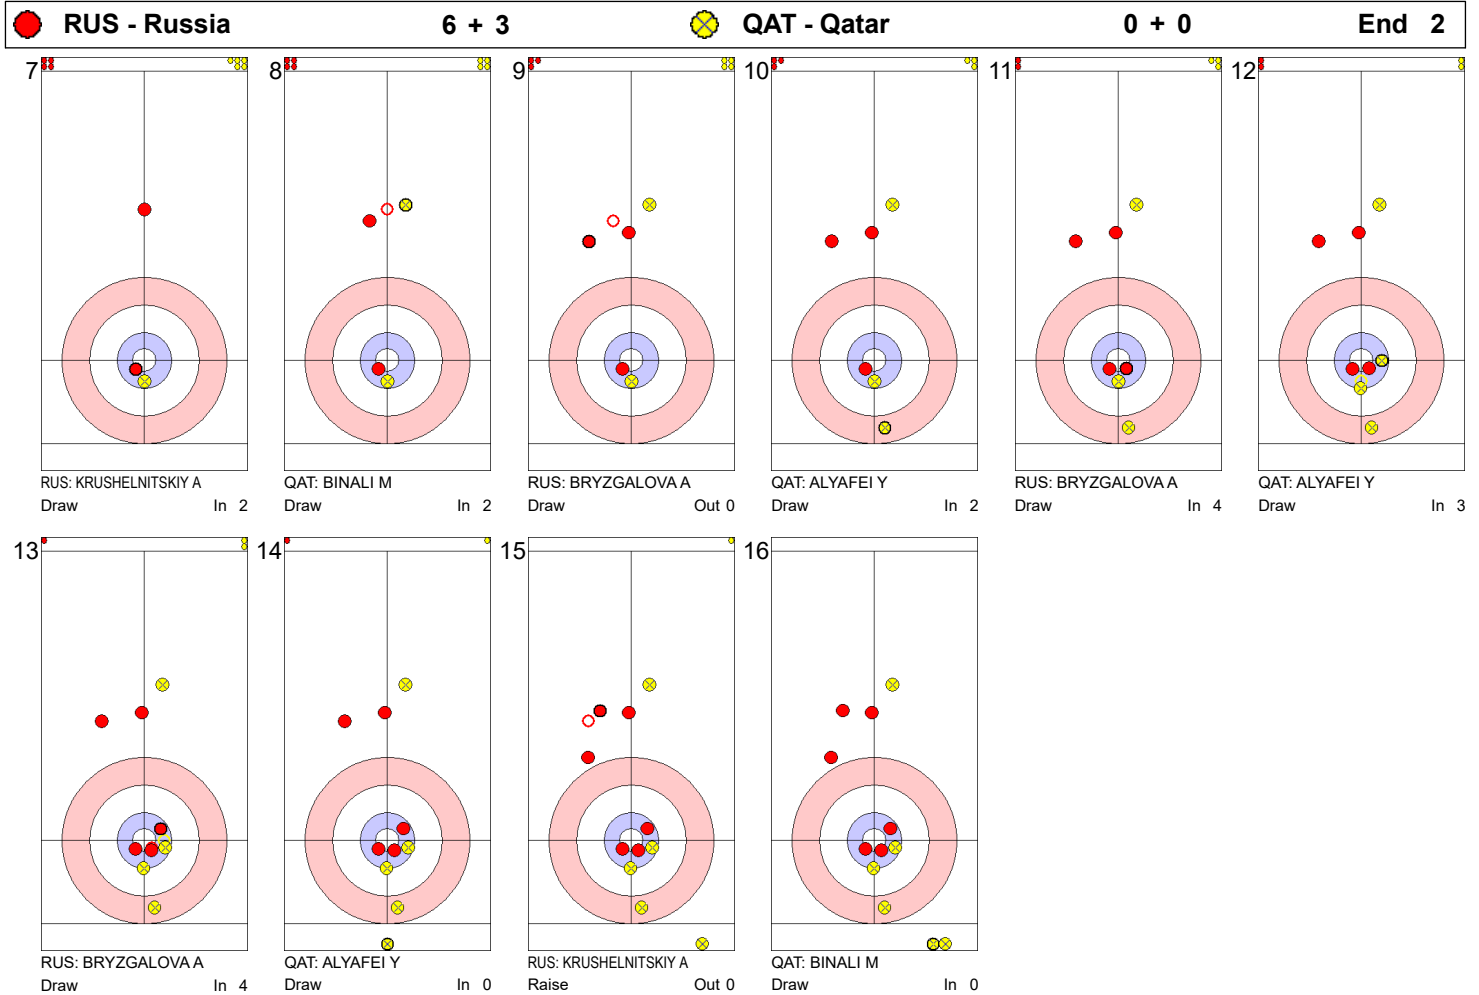 RUS - Russia 6 + 3 QAT - Qatar 0 + 0 End 2
7 8 9 10 11 12
RUS: KRUSHELNITSKIY A QAT: BINALI M RUS: BRYZGALOVA A QAT: ALYAFEI Y RUS: BRYZGALOVA A QAT: ALYAFEI Y
Draw In 2 Draw In 2 Draw Out 0 Draw In 2 Draw In 4 Draw In 3
13 14 15 16
RUS: BRYZGALOVA A QAT: ALYAFEI Y RUS: KRUSHELNITSKIY A QAT: BINALI M
Draw In 4 Draw In 0 Raise Out 0 Draw In 0